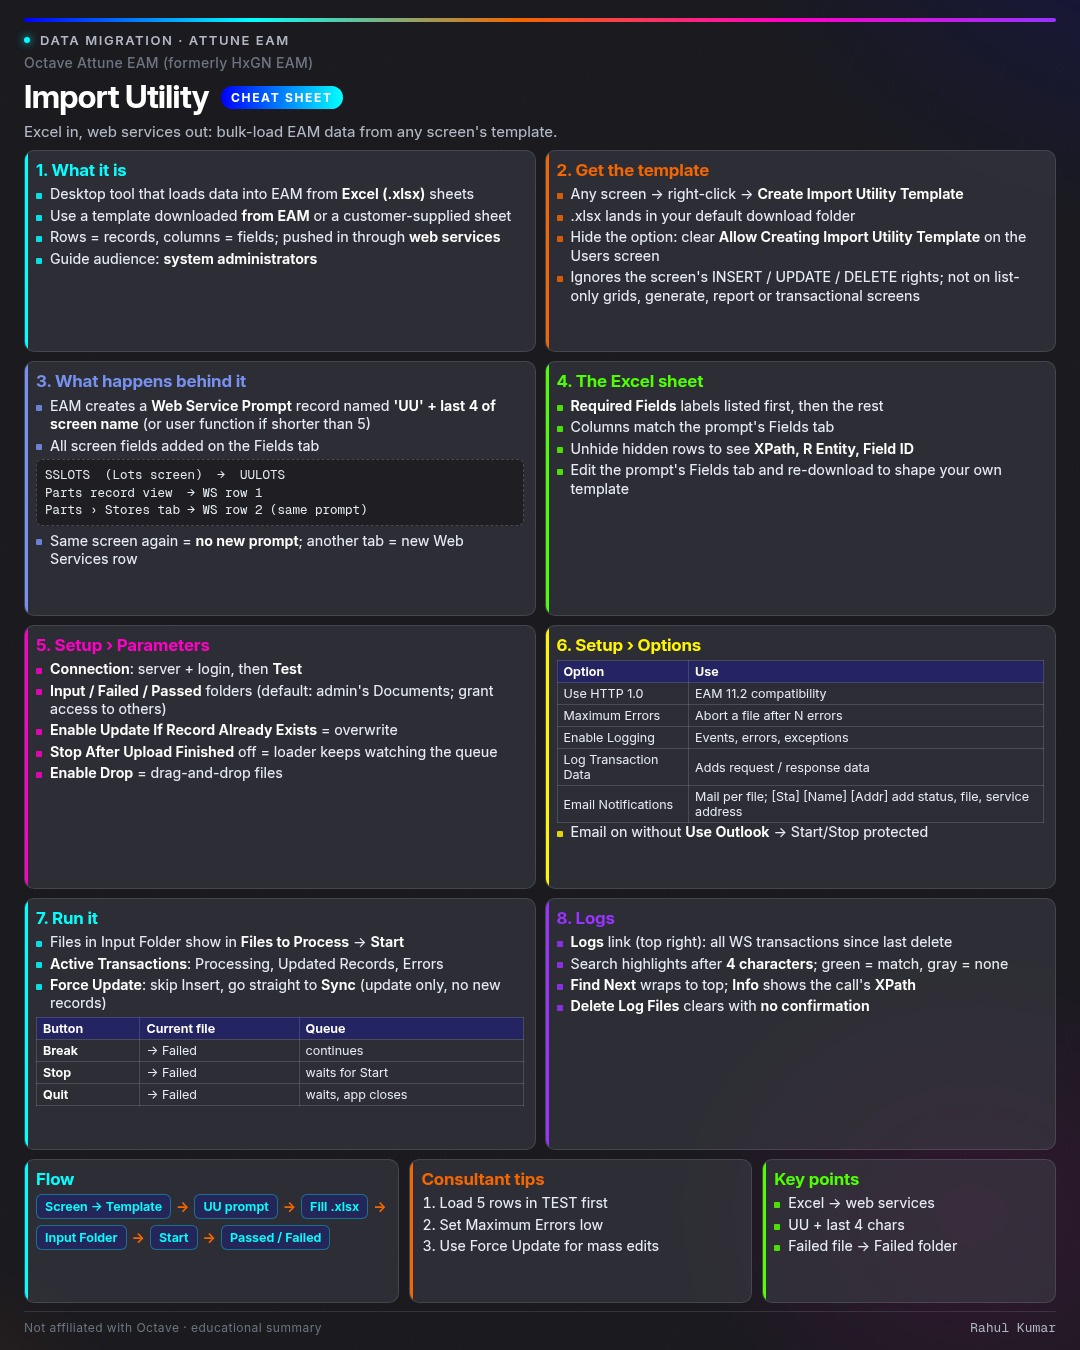 DATA MIGRATION · ATTUNE EAM
Octave Attune EAM (formerly HxGN EAM)
Import Utility CHEAT SHEET
Excel in, web services out: bulk-load EAM data from any screen's template.
1. What it is
Desktop tool that loads data into EAM from Excel (.xlsx) sheets
Use a template downloaded from EAM or a customer-supplied sheet
Rows = records, columns = fields; pushed in through web services
Guide audience: system administrators
2. Get the template
Any screen → right-click → Create Import Utility Template
.xlsx lands in your default download folder
Hide the option: clear Allow Creating Import Utility Template on the
Users screen
Ignores the screen's INSERT / UPDATE / DELETE rights; not on list-
only grids, generate, report or transactional screens
3. What happens behind it
EAM creates a Web Service Prompt record named 'UU' + last 4 of
screen name (or user function if shorter than 5)
All screen fields added on the Fields tab
SSLOTS (Lots screen) → UULOTS
Parts record view → WS row 1
Parts › Stores tab → WS row 2 (same prompt)
Same screen again = no new prompt; another tab = new Web
Services row
4. The Excel sheet
Required Fields labels listed first, then the rest
Columns match the prompt's Fields tab
Unhide hidden rows to see XPath, R Entity, Field ID
Edit the prompt's Fields tab and re-download to shape your own
template
5. Setup › Parameters
Connection: server + login, then Test
Input / Failed / Passed folders (default: admin's Documents; grant
access to others)
Enable Update If Record Already Exists = overwrite
Stop After Upload Finished off = loader keeps watching the queue
Enable Drop = drag-and-drop files
6. Setup › Options
Option Use
Use HTTP 1.0 EAM 11.2 compatibility
Maximum Errors Abort a file after N errors
Enable Logging Events, errors, exceptions
Log Transaction
Data Adds request / response data
Email Notifications Mail per file; [Sta] [Name] [Addr] add status, file, service
address
Email on without Use Outlook → Start/Stop protected
7. Run it
Files in Input Folder show in Files to Process → Start
Active Transactions: Processing, Updated Records, Errors
Force Update: skip Insert, go straight to Sync (update only, no new
records)
Button Current file Queue
Break → Failed continues
Stop → Failed waits for Start
Quit → Failed waits, app closes
8. Logs
Logs link (top right): all WS transactions since last delete
Search highlights after 4 characters; green = match, gray = none
Find Next wraps to top; Info shows the call's XPath
Delete Log Files clears with no confirmation
Flow
Screen → Template → UU prompt → Fill .xlsx →
Input Folder → Start → Passed / Failed
Consultant tips
1. Load 5 rows in TEST first
2. Set Maximum Errors low
3. Use Force Update for mass edits
Key points
Excel → web services
UU + last 4 chars
Failed file → Failed folder
Not affiliated with Octave · educational summary
Rahul Kumar